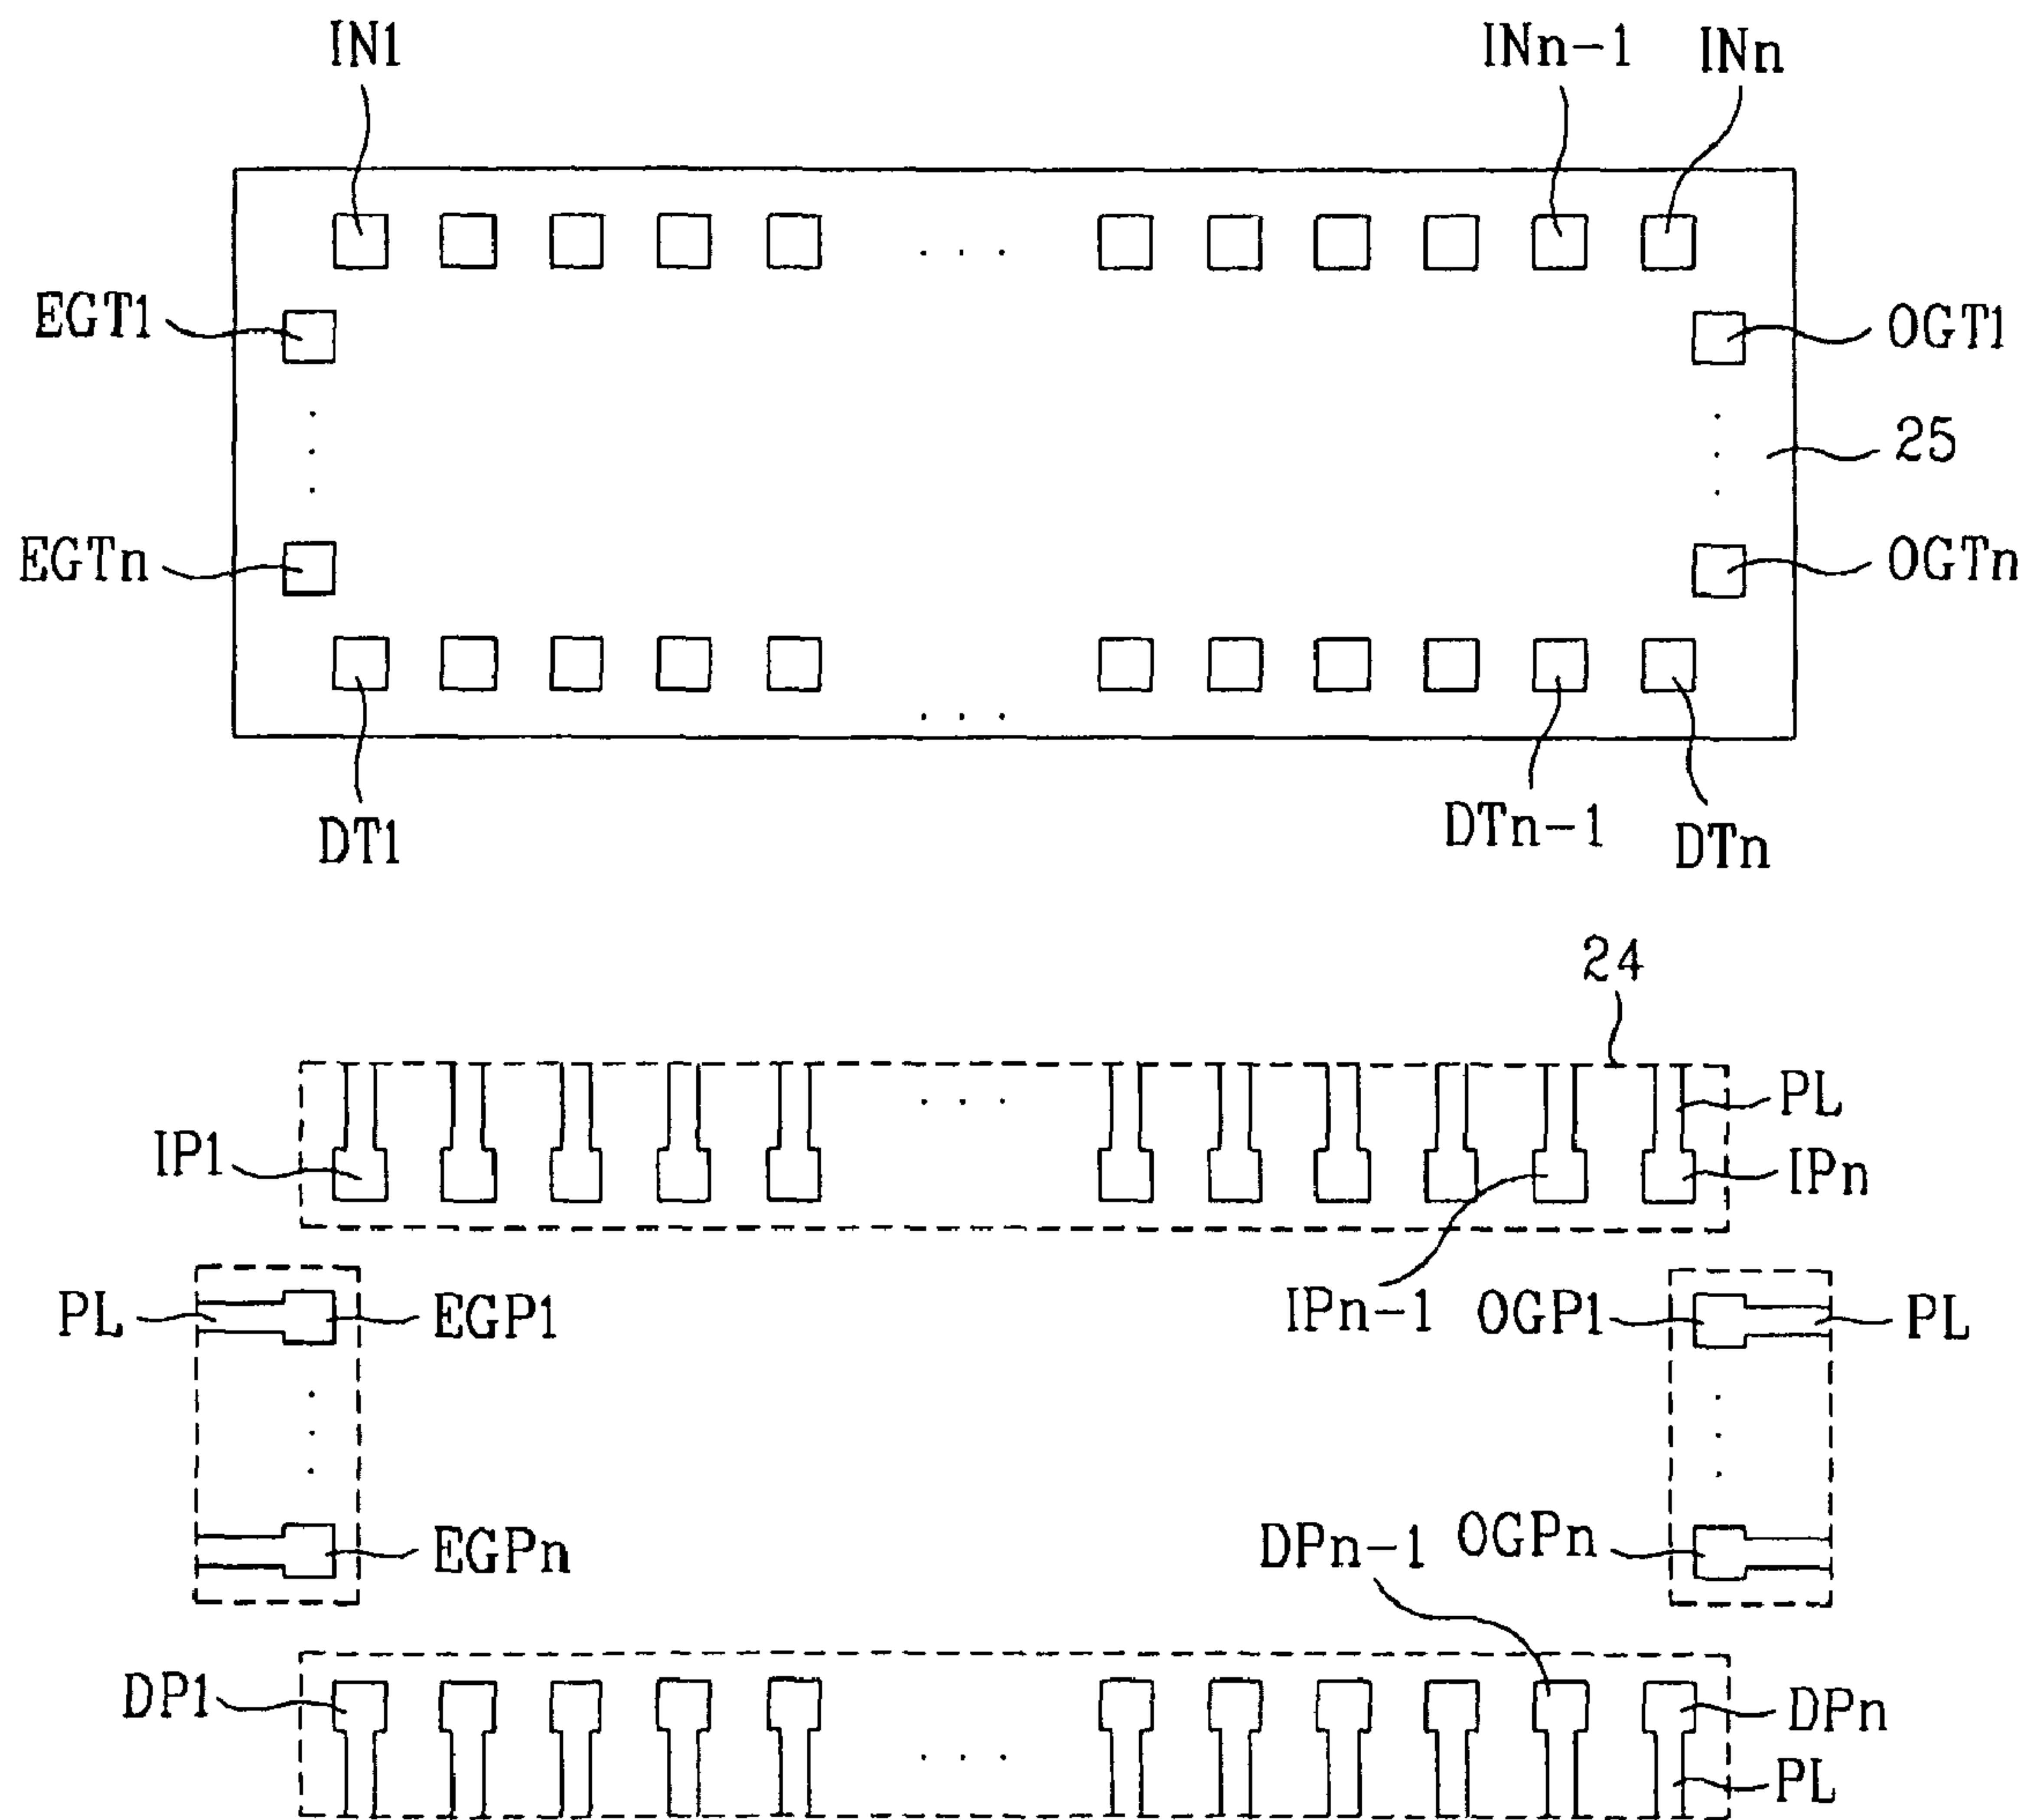 IN1 INn-1 INn
EGT1 OGT1
25
EGTn OGTn
DT1 DTn-1 DTn
24
PL
IP1 IPn
IPn-1
PL EGP1 OGP1 PL
EGPn DPn-1 OGPn
DP1 DPn
PL